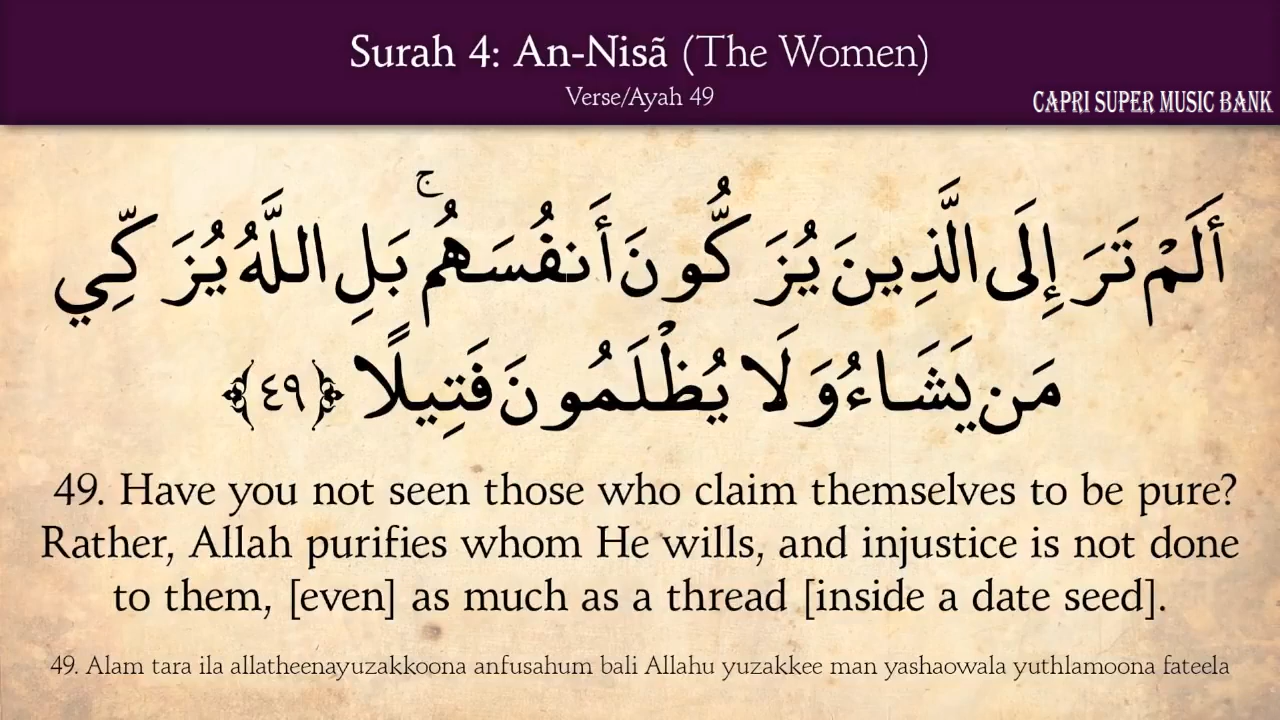 Surah 4: An-Nisã (The Women)
Verse/Ayah 49
CAPRI SUPER MUSIC BANK
أَلَمْ تَرَ إِلَى الَّذِينَ يُزَكُّونَ أَنفُسَهُم ۚ بَلِ اللَّهُ يُزَكِّي
مَن يَشَاءُ وَلَا يُظْلَمُونَ فَتِيلًا ﴿٤٩﴾
49. Have you not seen those who claim themselves to be pure?
Rather, Allah purifies whom He wills, and injustice is not done
to them, [even] as much as a thread [inside a date seed].
49. Alam tara ila allatheenayuzakkoona anfusahum bali Allahu yuzakkee man yashaowala yuthlamoona fateela